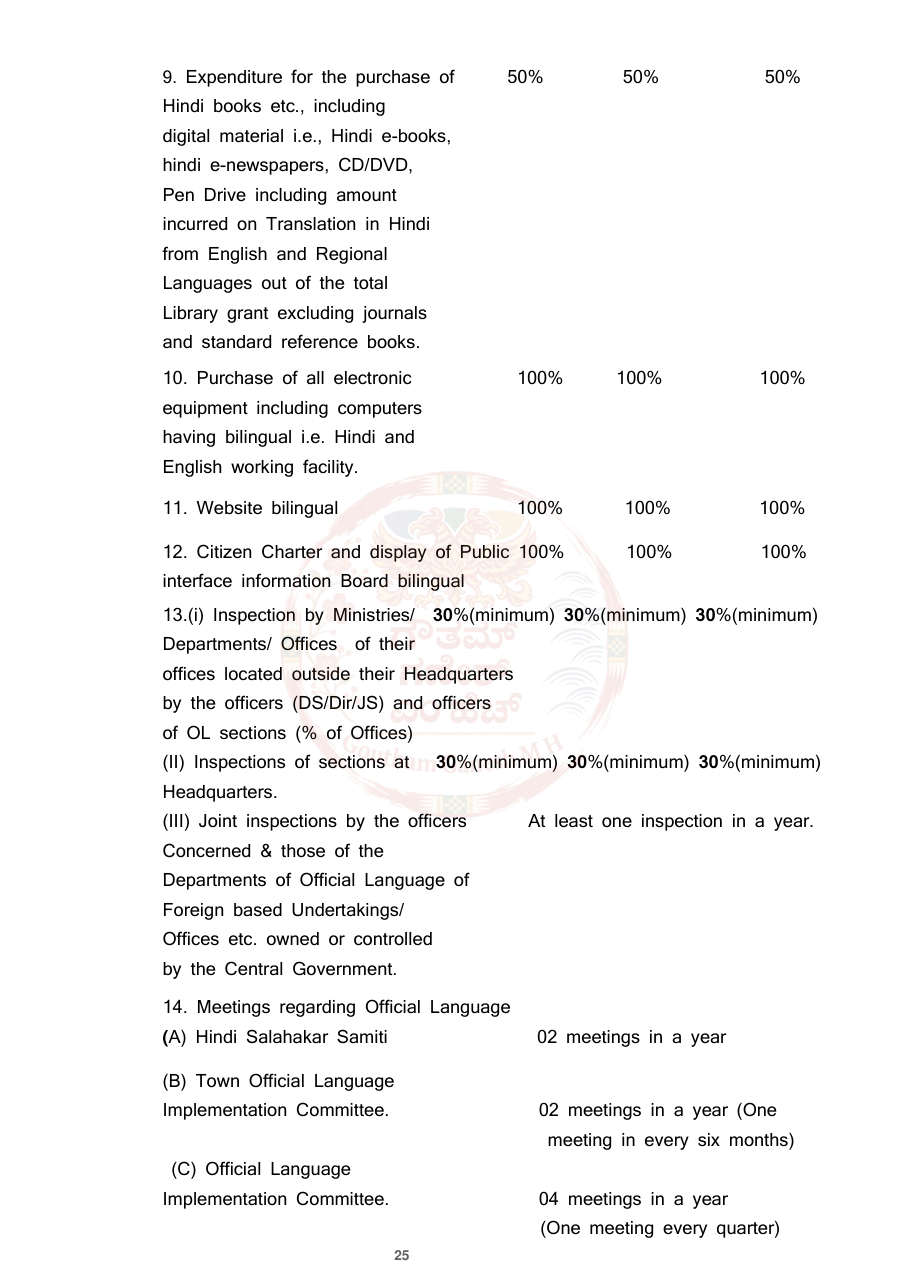 9. Expenditure for the purchase of 50% 50% 50%
Hindi books etc., including
digital material i.e., Hindi e-books,
hindi e-newspapers, CD/DVD,
Pen Drive including amount
incurred on Translation in Hindi
from English and Regional
Languages out of the total
Library grant excluding journals
and standard reference books.
10. Purchase of all electronic 100% 100% 100%
equipment including computers
having bilingual i.e. Hindi and
English working facility.
11. Website bilingual 100% 100% 100%
12. Citizen Charter and display of Public 100% 100% 100%
interface information Board bilingual
13.(i) Inspection by Ministries/ 30%(minimum) 30%(minimum) 30%(minimum)
Departments/ Offices of their
ಗೌತಮ್
offices located outside their Headquarters
ಗಣೇಶ್
by the officers (DS/Dir/JS) and officers
ಎಂ ಹೆಚ್
of OL sections (% of Offices)
(II) Inspections of sections at 30%(minimum) 30%(minimum) 30%(minimum)
Goutham Ganesh M H
Headquarters.
(III) Joint inspections by the officers At least one inspection in a year.
Concerned & those of the
Departments of Official Language of
Foreign based Undertakings/
Offices etc. owned or controlled
by the Central Government.
14. Meetings regarding Official Language
(A) Hindi Salahakar Samiti 02 meetings in a year
(B) Town Official Language
Implementation Committee. 02 meetings in a year (One
meeting in every six months)
(C) Official Language
Implementation Committee. 04 meetings in a year
(One meeting every quarter)
25